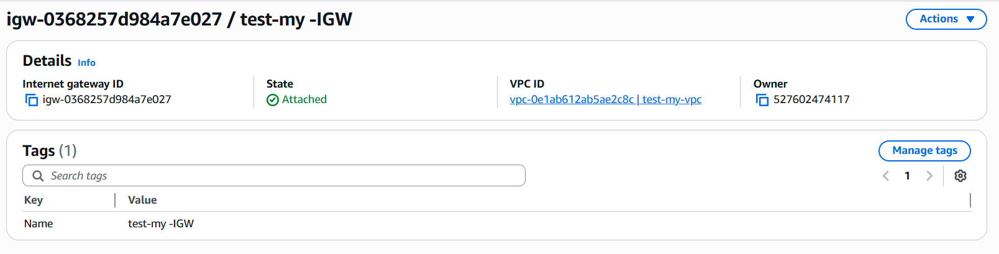 igw-0368257d984a7e027 / test-my -IGW
Actions
Details Info
Internet gateway ID
igw-0368257d984a7e027
State
Attached
VPC ID
vpc-0e1ab612ab5ae2c8c | test-my-vpc
Owner
527602474117
Tags (1)
Manage tags
Search tags
1
Key Value
Name test-my -IGW